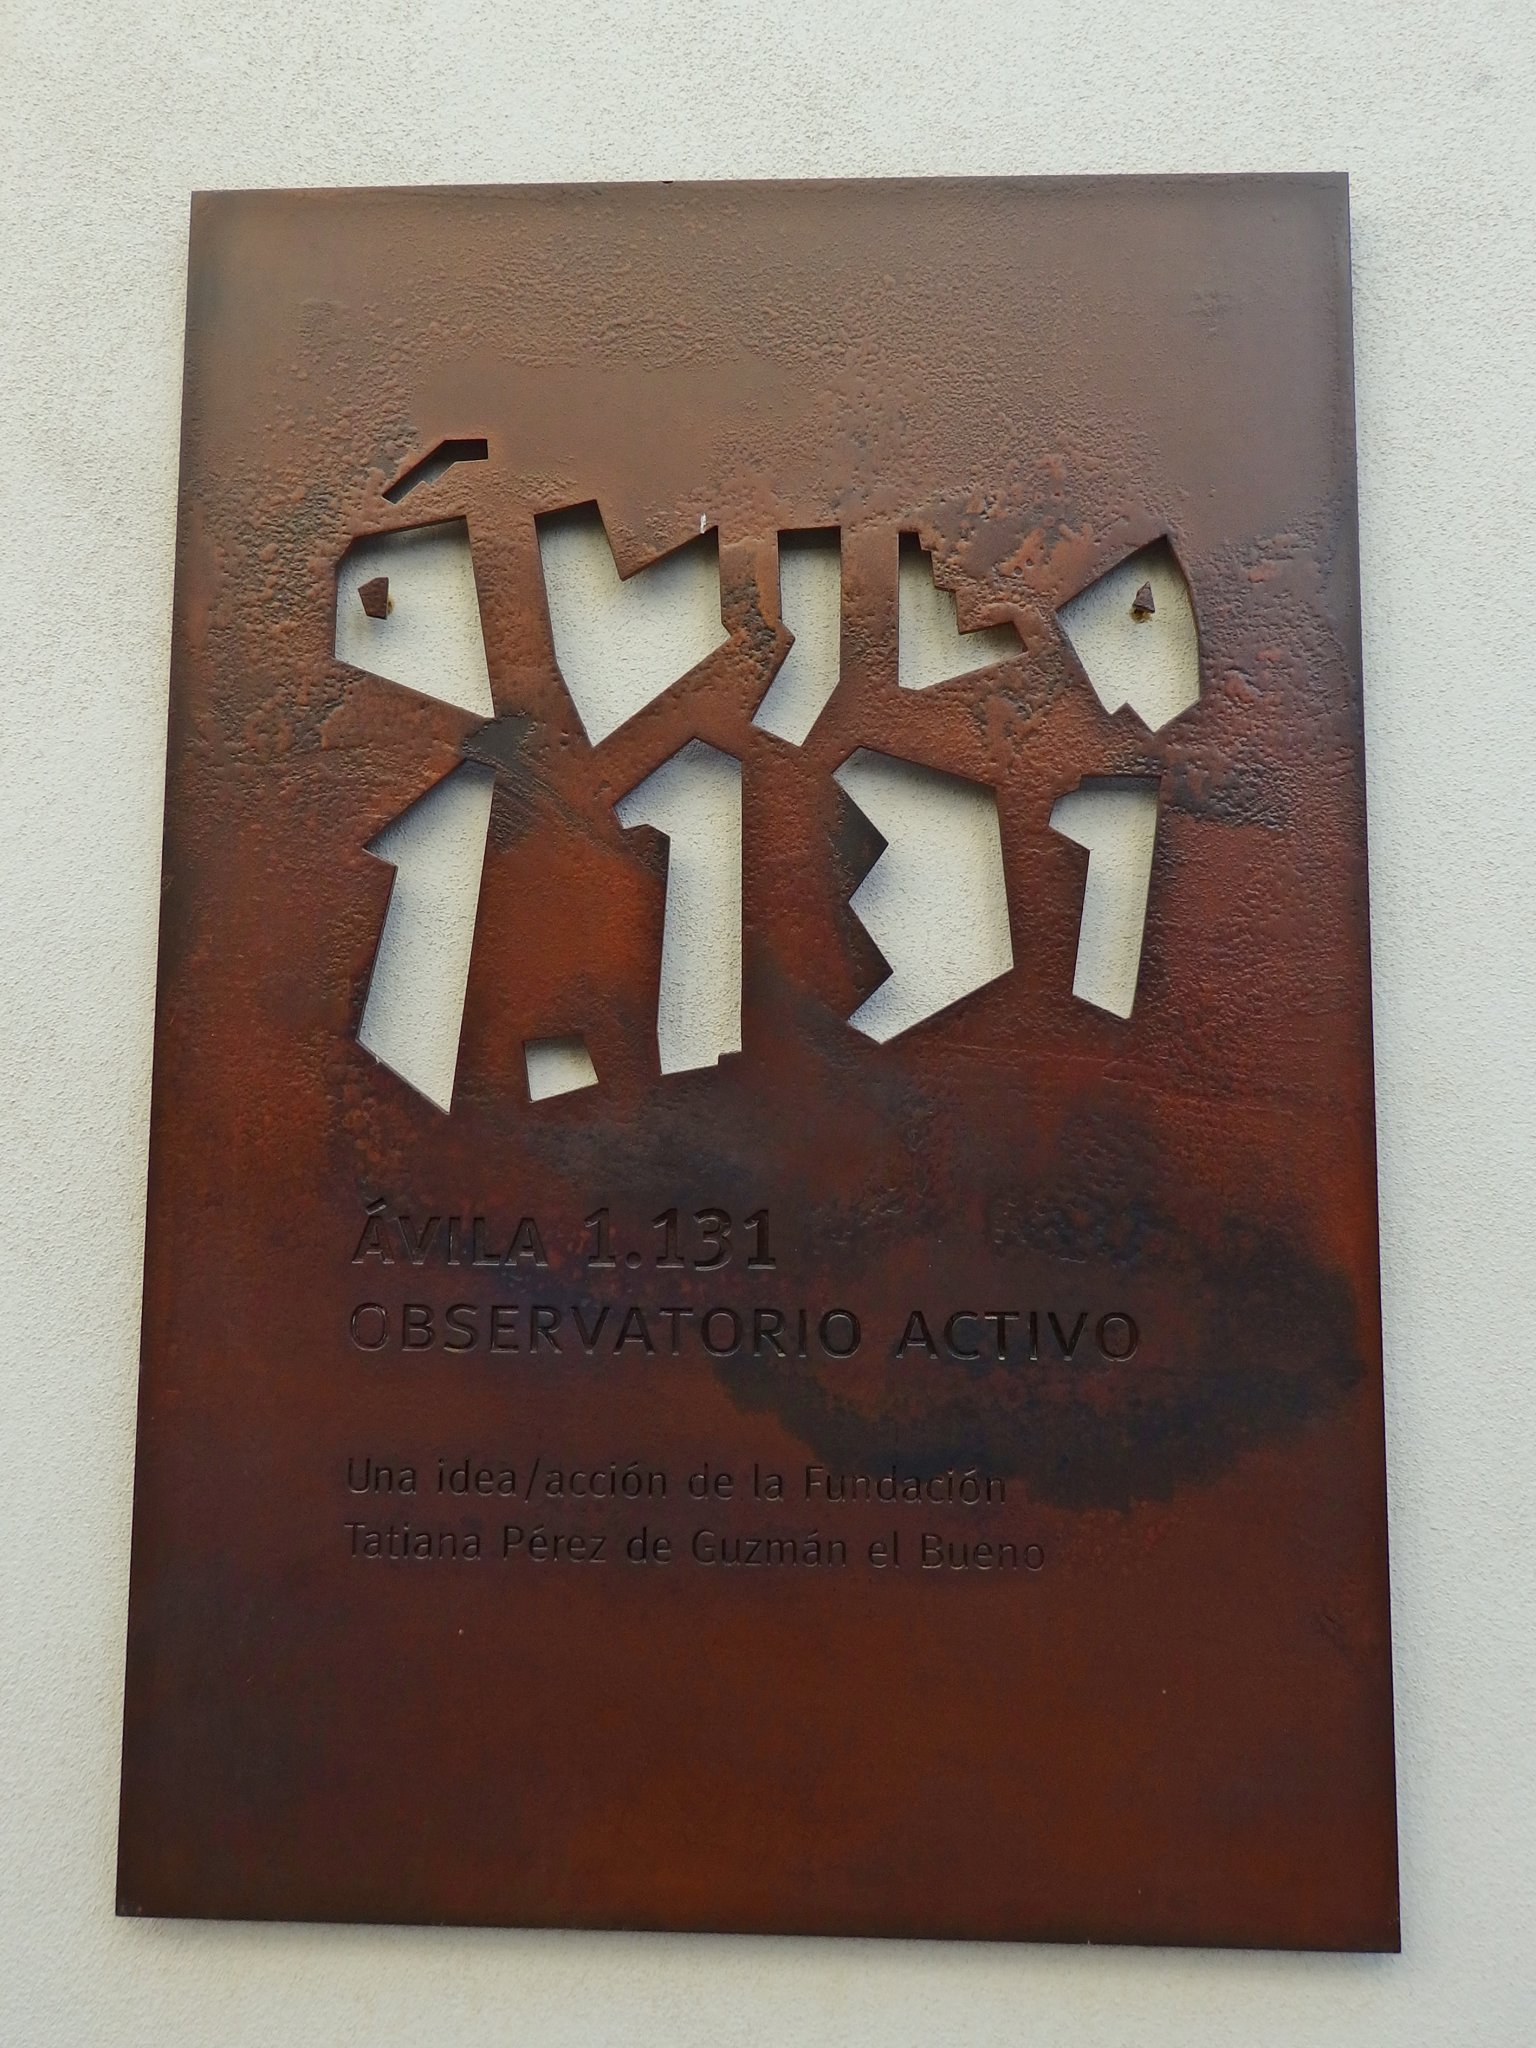 ÁVILA
1.131
ÁVILA 1.131
OBSERVATORIO ACTIVO
Una idea/acción de la Fundación
Tatiana Pérez de Guzmán el Bueno